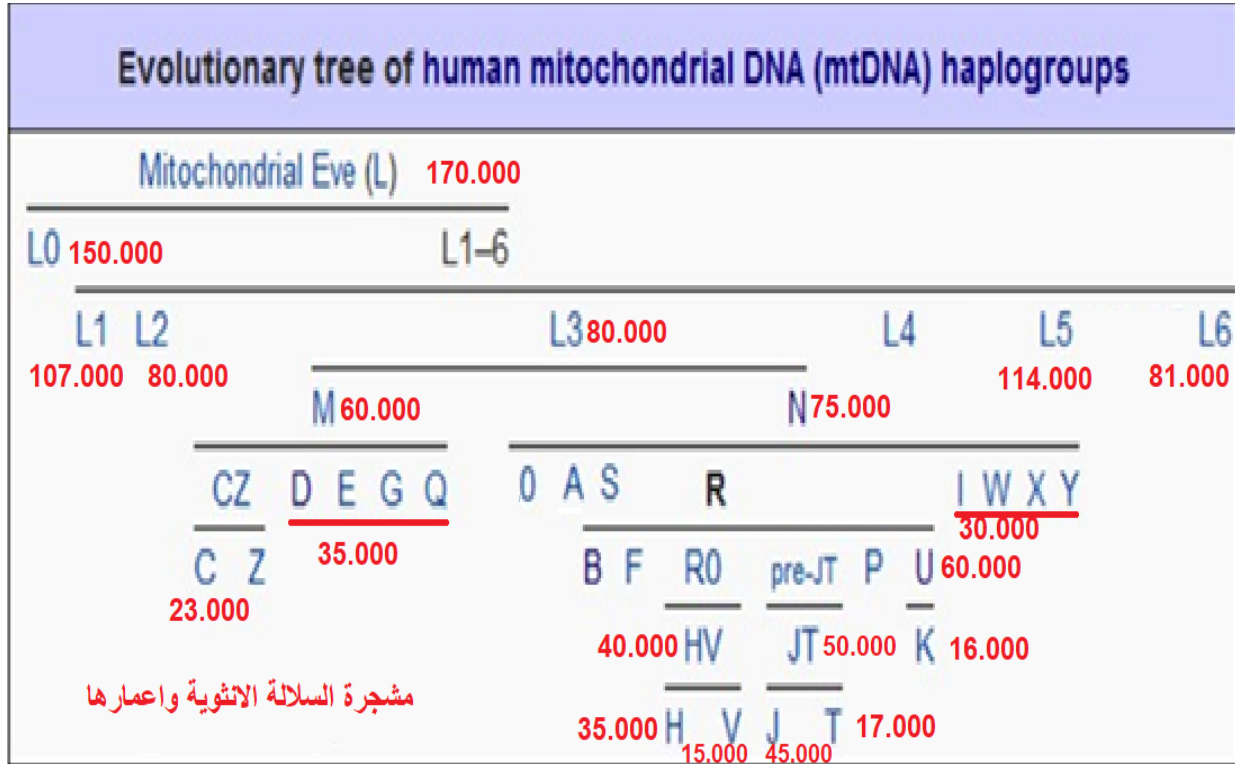 Evolutionary tree of human mitochondrial DNA (mtDNA) haplogroups
Mitochondrial Eve (L) 170.000
L0 150.000 L1–6
L1 L2 L3 80.000 L4 L5 L6
107.000 80.000 114.000 81.000
M 60.000 N 75.000
CZ D E G Q 0 A S R I W X Y
35.000 30.000
C Z B F R0 pre-JT P U 60.000
23.000
40.000 HV JT 50.000 K 16.000
مشجرة السلالة الانثوية واعمارها
35.000 H V J T 17.000
15.000 45.000